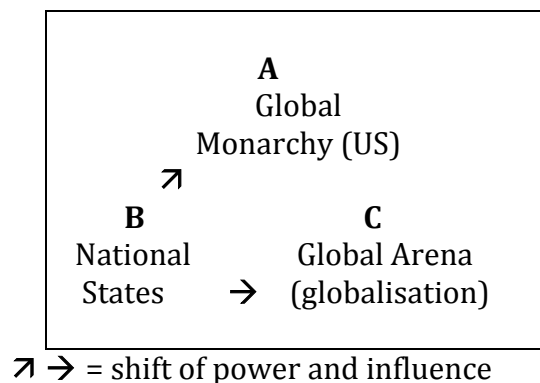 A
Global
Monarchy (US)
↗
B C
National Global Arena
States → (globalisation)
↗ → = shift of power and influence